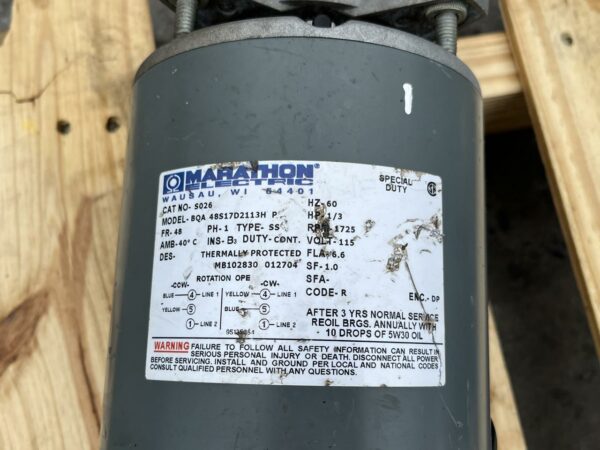 MARATHON®
ELECTRIC
WAUSAU, WI 54401
SPECIAL
DUTY
CAT NO- S026
HZ-60
MODEL- BQA 48S17D2113H P
HP-1/3
FR- 48 PH-1 TYPE- SS
RPM-1725
AMB-40°C INS-B3 DUTY-CONT.
VOLT-115
DES- THERMALLY PROTECTED
FLA-6.6
MB102830 012704
SF-1.0
ROTATION OPE
SFA-
-CCW- -CW-
CODE-R ENC.-DP
BLUE 4 LINE 1 YELLOW 4 LINE 1
YELLOW 5 BLUE 5
1 LINE 2 1 LINE 2
AFTER 3 YRS NORMAL SERVICE
REOIL BRGS. ANNUALLY WITH
10 DROPS OF 5W30 OIL
WARNING FAILURE TO FOLLOW ALL SAFETY INFORMATION CAN RESULT IN
SERIOUS PERSONAL INJURY OR DEATH. DISCONNECT ALL POWER
BEFORE SERVICING. INSTALL AND GROUND PER LOCAL AND NATIONAL CODES
CONSULT QUALIFIED PERSONNEL WITH ANY QUESTIONS.